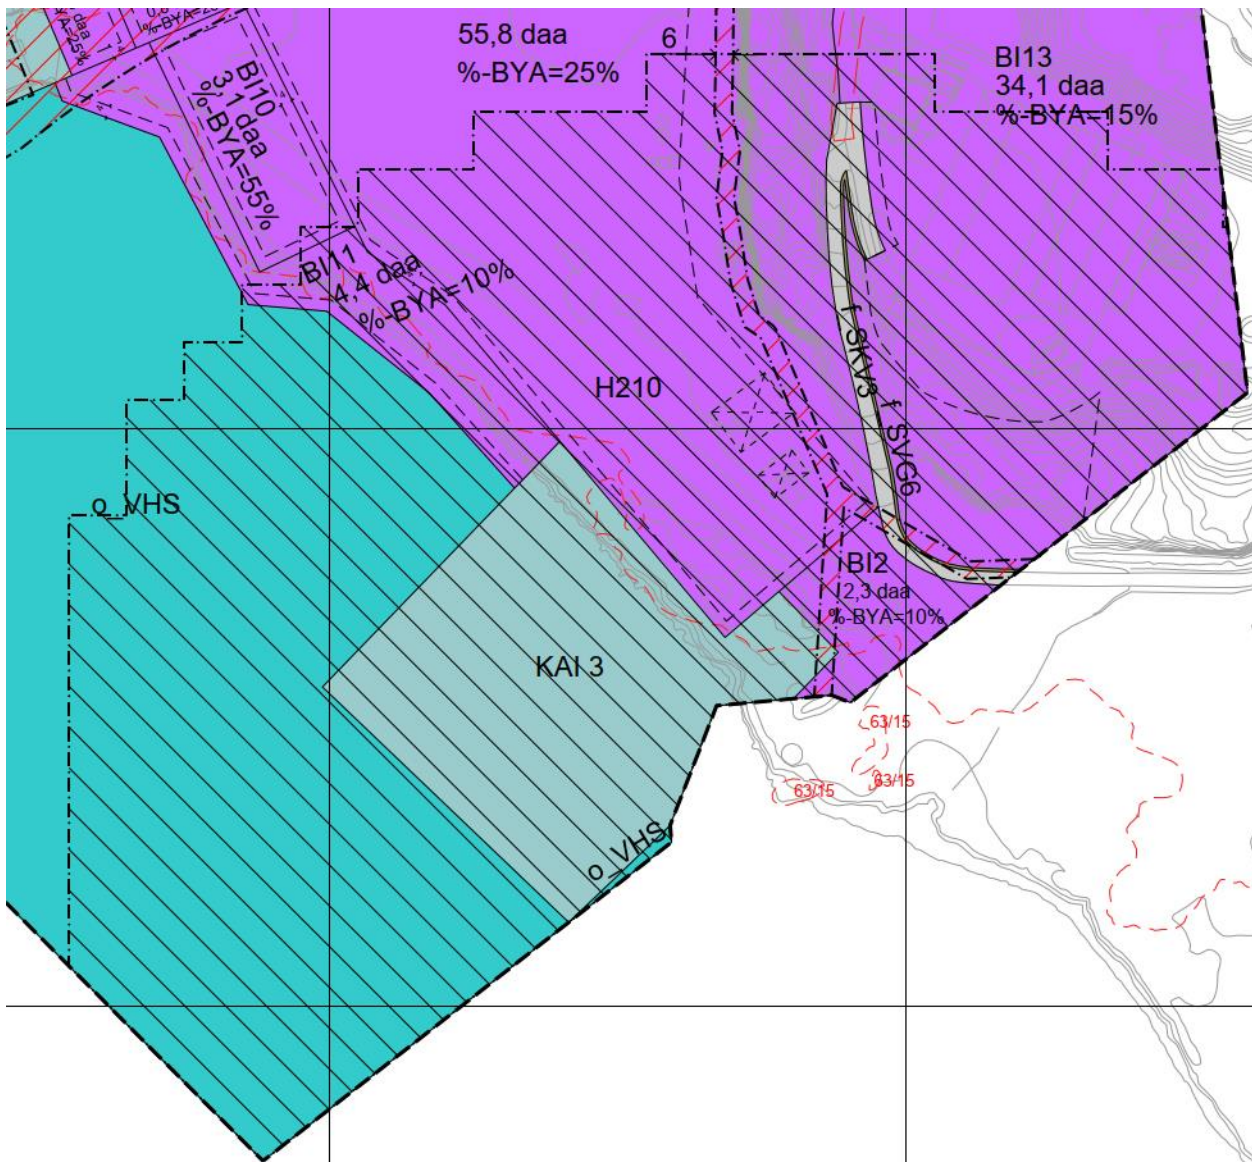 %-BYA=25%
55,8 daa
%-BYA=25%
6
BI13
34,1 daa
%-BYA=15%
BI10
3,1 daa
%-BYA=55%
BI11
4,4 daa
%-BYA=10%
H210
f_SKV3
f_SVG6
o_VHS
BI2
2,3 daa
%-BYA=10%
KAI 3
63/15
63/15
63/15
o_VHS